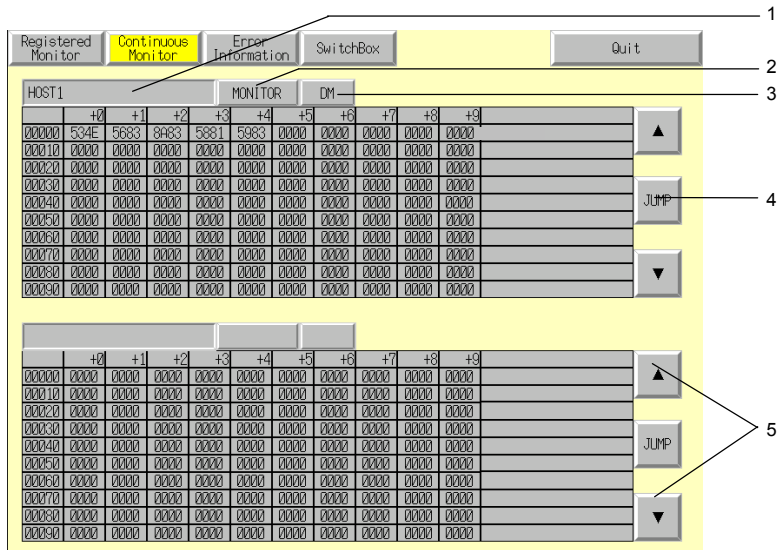 1
Registered Monitor Continuous Monitor Error Information SwitchBox Quit
2
HOST1 MONITOR DM
3
+0 +1 +2 +3 +4 +5 +6 +7 +8 +9
00000 534E 5683 8A83 5881 5983 0000 0000 0000 0000 0000
▲
00010 0000 0000 0000 0000 0000 0000 0000 0000 0000 0000
00020 0000 0000 0000 0000 0000 0000 0000 0000 0000 0000
00030 0000 0000 0000 0000 0000 0000 0000 0000 0000 0000
00040 0000 0000 0000 0000 0000 0000 0000 0000 0000 0000
JUMP 4
00050 0000 0000 0000 0000 0000 0000 0000 0000 0000 0000
00060 0000 0000 0000 0000 0000 0000 0000 0000 0000 0000
00070 0000 0000 0000 0000 0000 0000 0000 0000 0000 0000
00080 0000 0000 0000 0000 0000 0000 0000 0000 0000 0000
▼
00090 0000 0000 0000 0000 0000 0000 0000 0000 0000 0000
+0 +1 +2 +3 +4 +5 +6 +7 +8 +9
00000 0000 0000 0000 0000 0000 0000 0000 0000 0000 0000
▲
00010 0000 0000 0000 0000 0000 0000 0000 0000 0000 0000
00020 0000 0000 0000 0000 0000 0000 0000 0000 0000 0000
00030 0000 0000 0000 0000 0000 0000 0000 0000 0000 0000
5
00040 0000 0000 0000 0000 0000 0000 0000 0000 0000 0000
JUMP
00050 0000 0000 0000 0000 0000 0000 0000 0000 0000 0000
00060 0000 0000 0000 0000 0000 0000 0000 0000 0000 0000
00070 0000 0000 0000 0000 0000 0000 0000 0000 0000 0000
00080 0000 0000 0000 0000 0000 0000 0000 0000 0000 0000
▼
00090 0000 0000 0000 0000 0000 0000 0000 0000 0000 0000